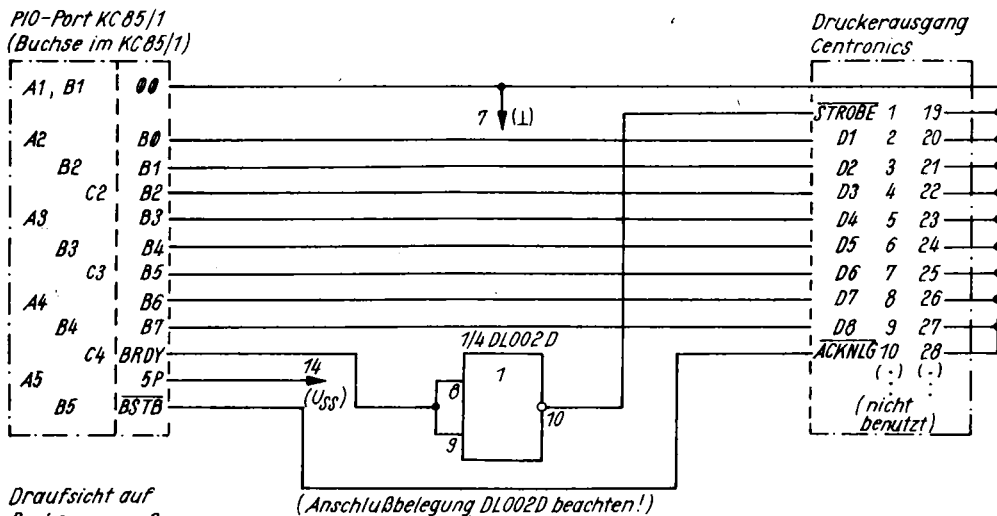 PIO-Port KC 85/1
(Buchse im KC 85/1)
Druckerausgang
Centronics
A1, B1 00
7 (⊥)
STROBE 1 19
A2 B0 D1 2 20
B2 B1 D2 3 21
C2 B2 D3 4 22
A3 B3 D4 5 23
B3 B4 D5 6 24
C3 B5 D6 7 25
A4 B6 D7 8 26
B4 B7 D8 9 27
1/4 DL002D
C4 BRDY ACKNLG 10 28
A5 5P 14 8 1 (·) (·)
(USS)
B5 BSTB 9 10 (nicht
benutzt)
Draufsicht auf
(Anschlußbelegung DL002D beachten!)